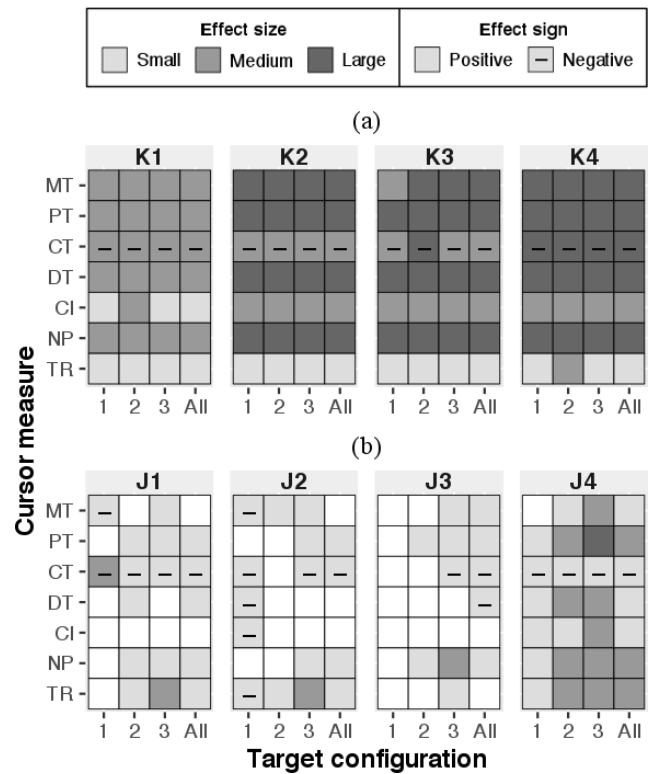 Effect size Effect sign
Small Medium Large Positive – Negative
(a)
K1 K2 K3 K4
MT
PT
CT – – – – – – – – – – – – – – – –
DT
CI
NP
TR
1 2 3 All 1 2 3 All 1 2 3 All 1 2 3 All
Cursor measure
(b)
J1 J2 J3 J4
MT – –
PT
CT – – – – – – – – – – – – –
DT – –
CI –
NP
TR –
1 2 3 All 1 2 3 All 1 2 3 All 1 2 3 All
Target configuration